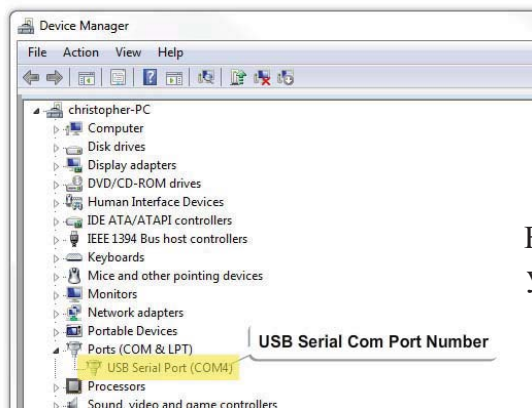 Device Manager
File Action View Help
christopher-PC
Computer
Disk drives
Display adapters
DVD/CD-ROM drives
Human Interface Devices
IDE ATA/ATAPI controllers
IEEE 1394 Bus host controllers
Keyboards
Mice and other pointing devices
Monitors
Network adapters
Portable Devices
Ports (COM & LPT)
USB Serial Port (COM4)
USB Serial Com Port Number
Processors
Sound, video and game controllers